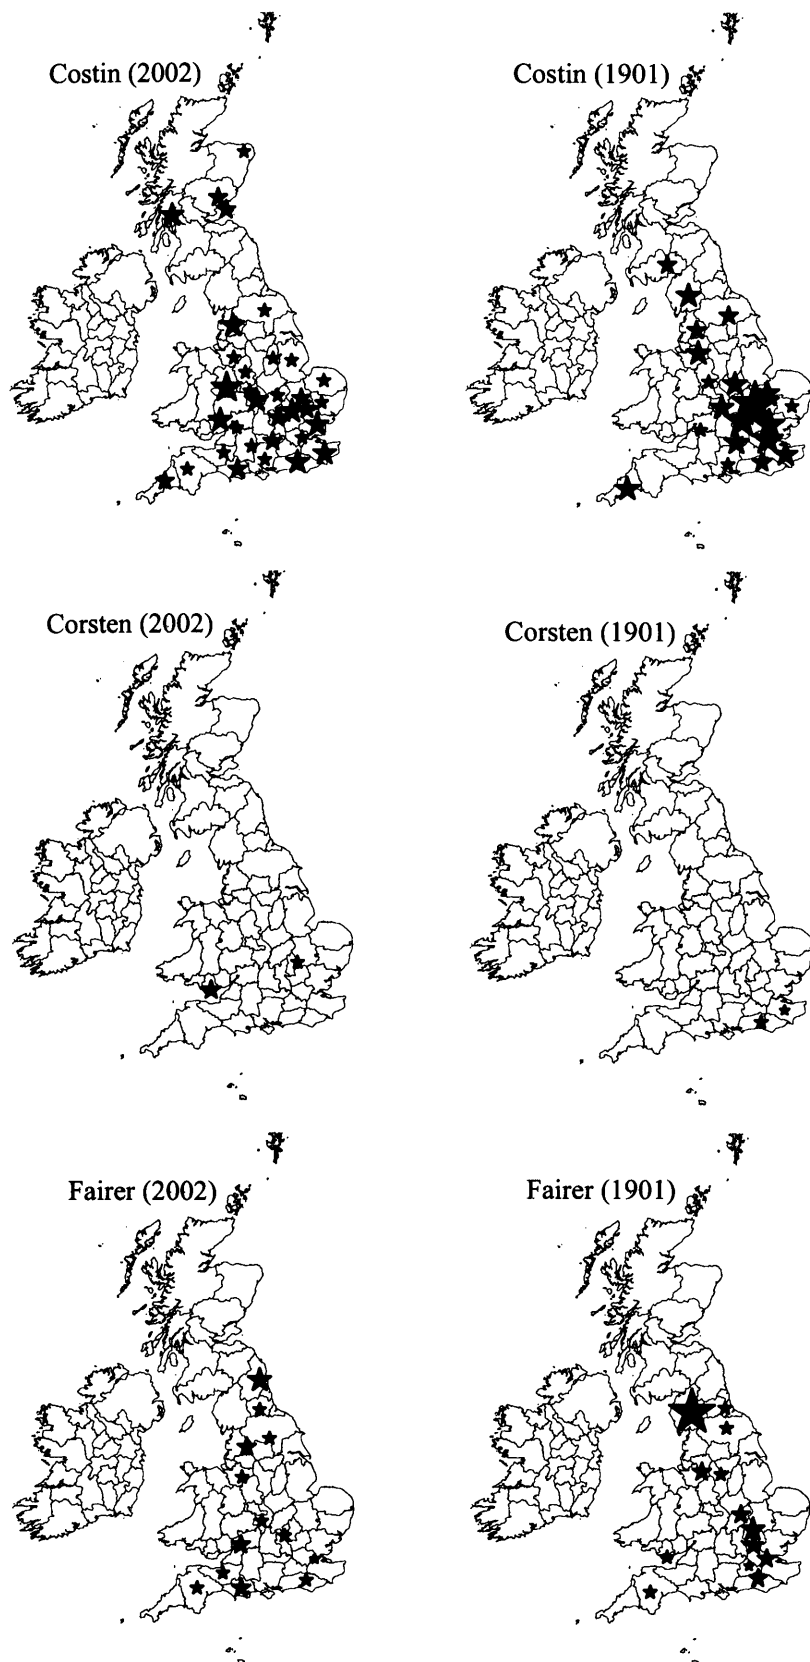 Costin (2002)
Costin (1901)
Corsten (2002)
Corsten (1901)
Fairer (2002)
Fairer (1901)